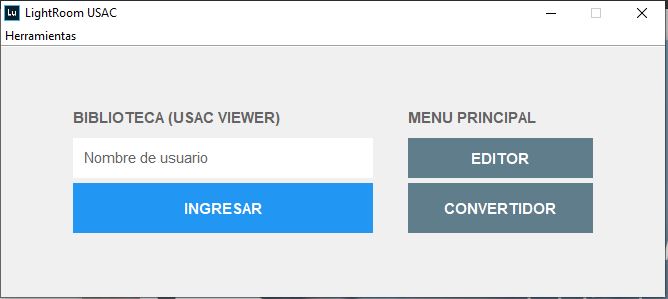 Lu LightRoom USAC
Herramientas
BIBLIOTECA (USAC VIEWER)
Nombre de usuario
INGRESAR
MENU PRINCIPAL
EDITOR
CONVERTIDOR